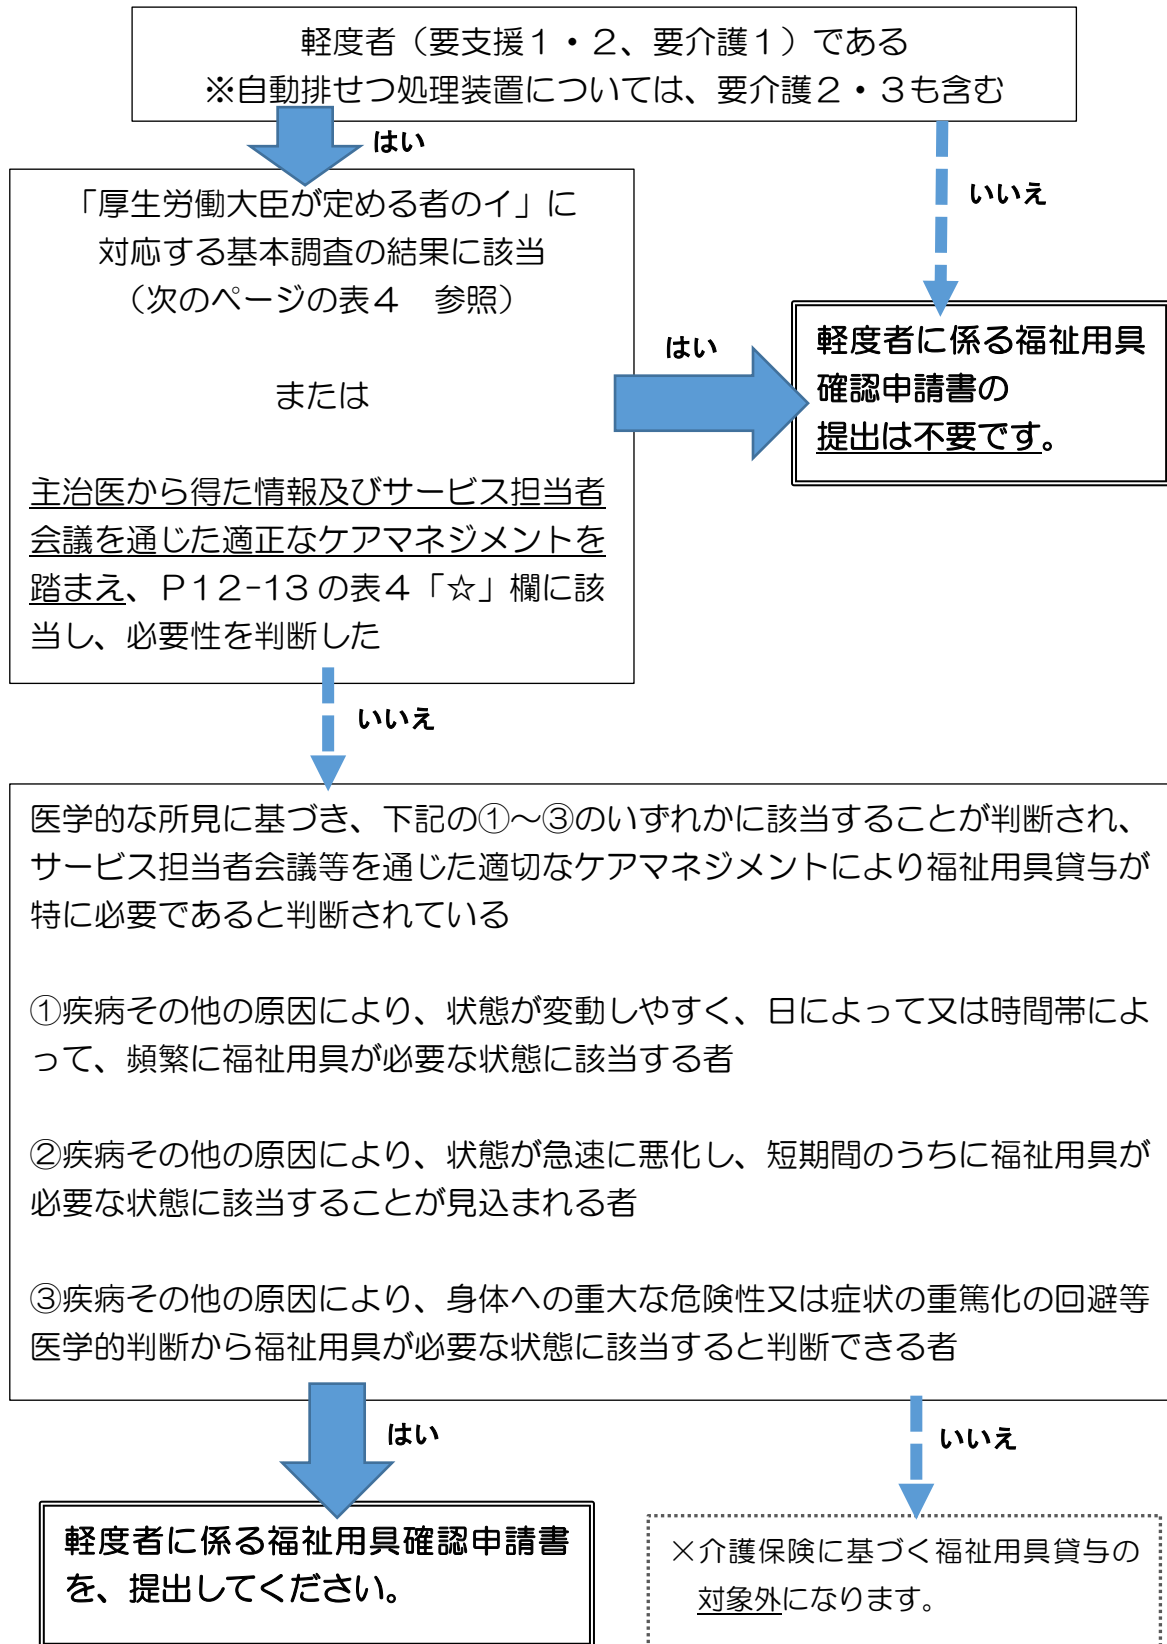 軽度者（要支援１・２、要介護１）である
※自動排せつ処理装置については、要介護２・３も含む
はい
いいえ
「厚生労働大臣が定める者のイ」に
対応する基本調査の結果に該当
（次のページの表４　参照）
または
主治医から得た情報及びサービス担当者
会議を通じた適正なケアマネジメントを
踏まえ、Ｐ１２-１３の表４「☆」欄に該
当し、必要性を判断した
はい
軽度者に係る福祉用具
確認申請書の
提出は不要です。
いいえ
医学的な所見に基づき、下記の①～③のいずれかに該当することが判断され、
サービス担当者会議等を通じた適切なケアマネジメントにより福祉用具貸与が
特に必要であると判断されている
①疾病その他の原因により、状態が変動しやすく、日によって又は時間帯によ
って、頻繁に福祉用具が必要な状態に該当する者
②疾病その他の原因により、状態が急速に悪化し、短期間のうちに福祉用具が
必要な状態に該当することが見込まれる者
③疾病その他の原因により、身体への重大な危険性又は症状の重篤化の回避等
医学的判断から福祉用具が必要な状態に該当すると判断できる者
はい
いいえ
軽度者に係る福祉用具確認申請書
を、提出してください。
×介護保険に基づく福祉用具貸与の
対象外になります。